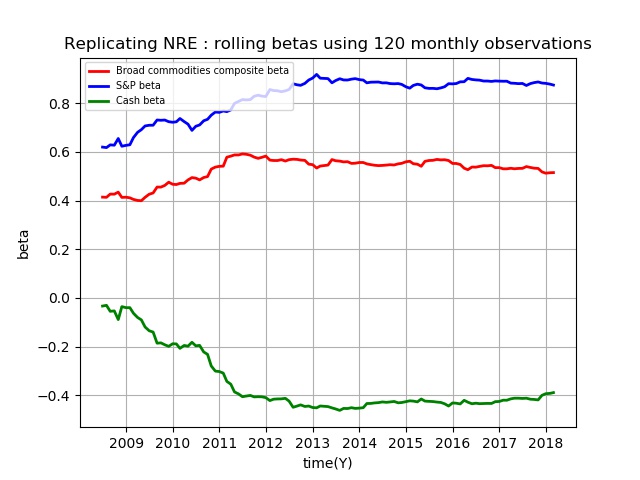 Replicating NRE : rolling betas using 120 monthly observations
Broad commodities composite beta
S&P beta
Cash beta
0.8
0.6
0.4
0.2
0.0
−0.2
−0.4
beta
2009 2010 2011 2012 2013 2014 2015 2016 2017 2018
time(Y)